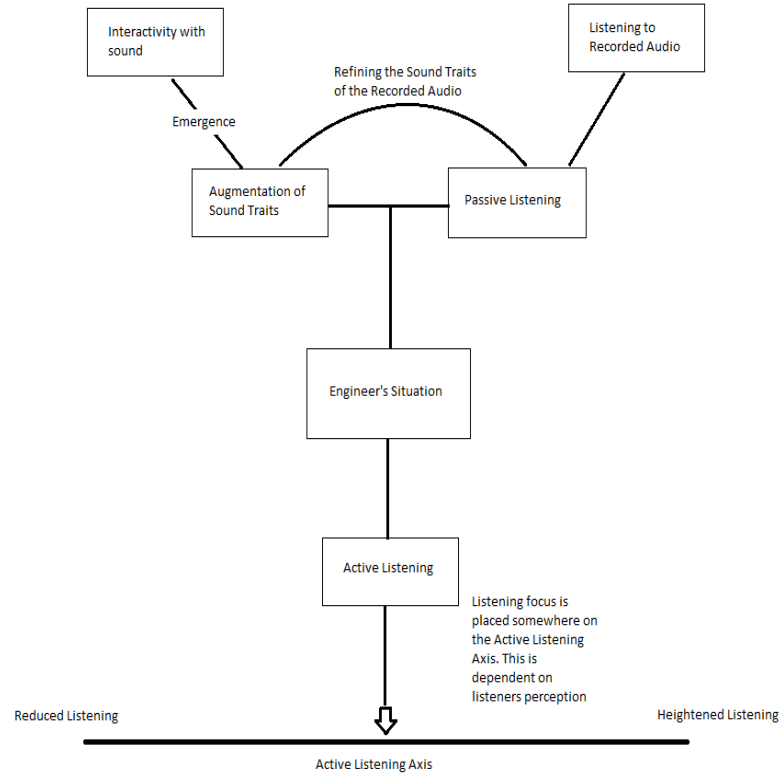 Interactivity with
sound
Listening to
Recorded Audio
Refining the Sound Traits
of the Recorded Audio
Emergence
Augmentation of
Sound Traits
Passive Listening
Engineer's Situation
Active Listening
Listening focus is
placed somewhere on
the Active Listening
Axis. This is
dependent on
listeners perception
Reduced Listening
Heightened Listening
Active Listening Axis